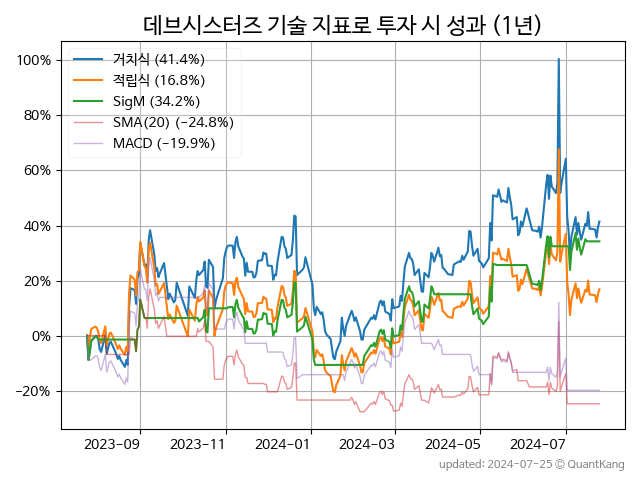 데브시스터즈 기술 지표로 투자 시 성과 (1년)
거치식 (41.4%)
적립식 (16.8%)
SigM (34.2%)
SMA(20) (−24.8%)
MACD (−19.9%)
100%
80%
60%
40%
20%
0%
−20%
2023-09
2023-11
2024-01
2024-03
2024-05
2024-07
updated: 2024-07-25 © QuantKang